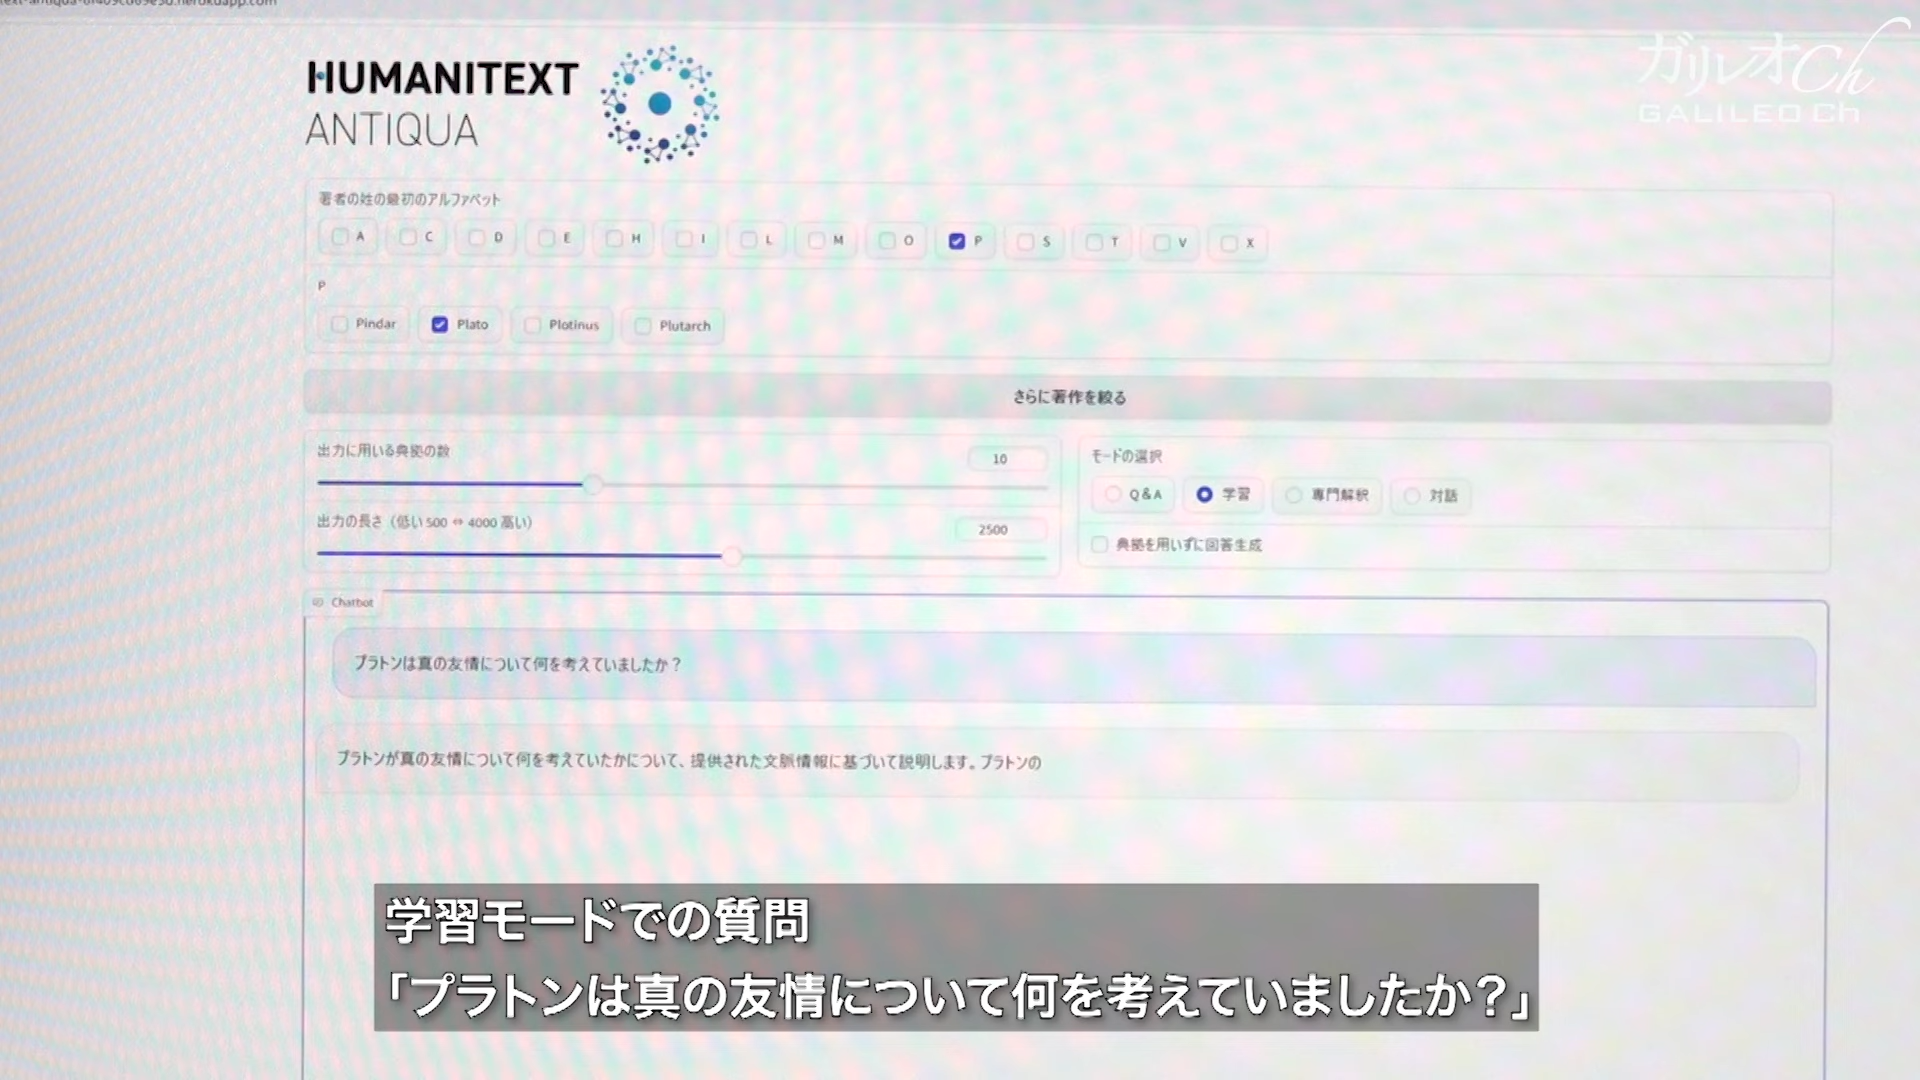 ガリレオCh
GALILEO Ch
HUMANITEXT
ANTIQUA
著者の姓の最初のアルファベット
A C D E H I L M O P S T V X
P
Pindar Plato Plotinus Plutarch
さらに著作を絞る
出力に用いる典拠の数 10
モードの選択
Q&A 学習 専門解釈 対話
出力の長さ（低い 500 ⇔ 4000 高い） 2500
典拠を用いずに回答生成
Chatbot
プラトンは真の友情について何を考えていましたか？
プラトンが真の友情について何を考えていたかについて、提供された文脈情報に基づいて説明します。プラトンの
学習モードでの質問
「プラトンは真の友情について何を考えていましたか？」